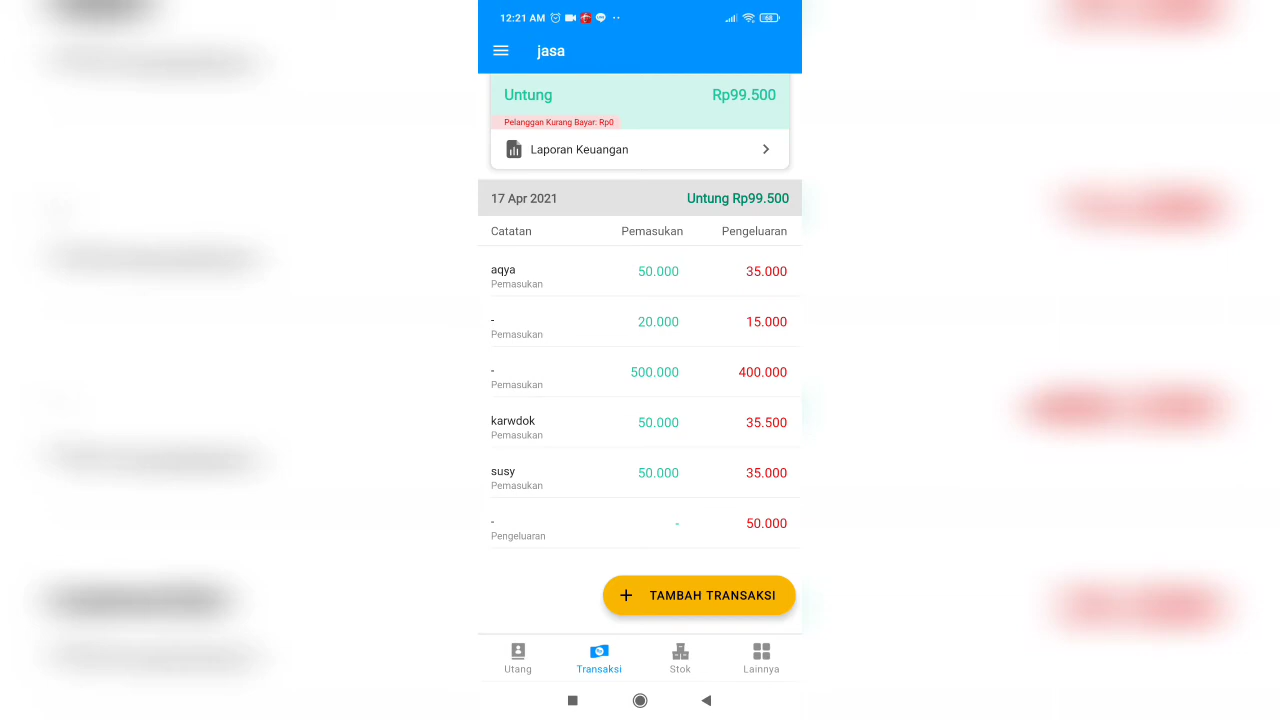 12:21 AM
68
jasa
Untung Rp99.500
Pelanggan Kurang Bayar: Rp0
Laporan Keuangan
17 Apr 2021 Untung Rp99.500
Catatan Pemasukan Pengeluaran
aqya 50.000 35.000
Pemasukan
- 20.000 15.000
Pemasukan
- 500.000 400.000
Pemasukan
karwdok 50.000 35.500
Pemasukan
susy 50.000 35.000
Pemasukan
- - 50.000
Pengeluaran
+ TAMBAH TRANSAKSI
Utang Transaksi Stok Lainnya